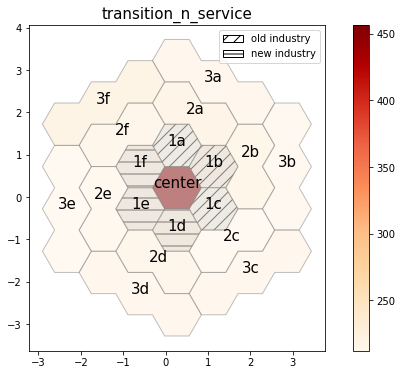 transition_n_service
old industry
new industry
3a
3f
2a
2f
1a
2b
1f
1b
3b
center
2e
3e
1e
1c
1d
2c
2d
3c
3d
4
3
2
1
0
−1
−2
−3
−3
−2
−1
0
1
2
3
450
400
350
300
250